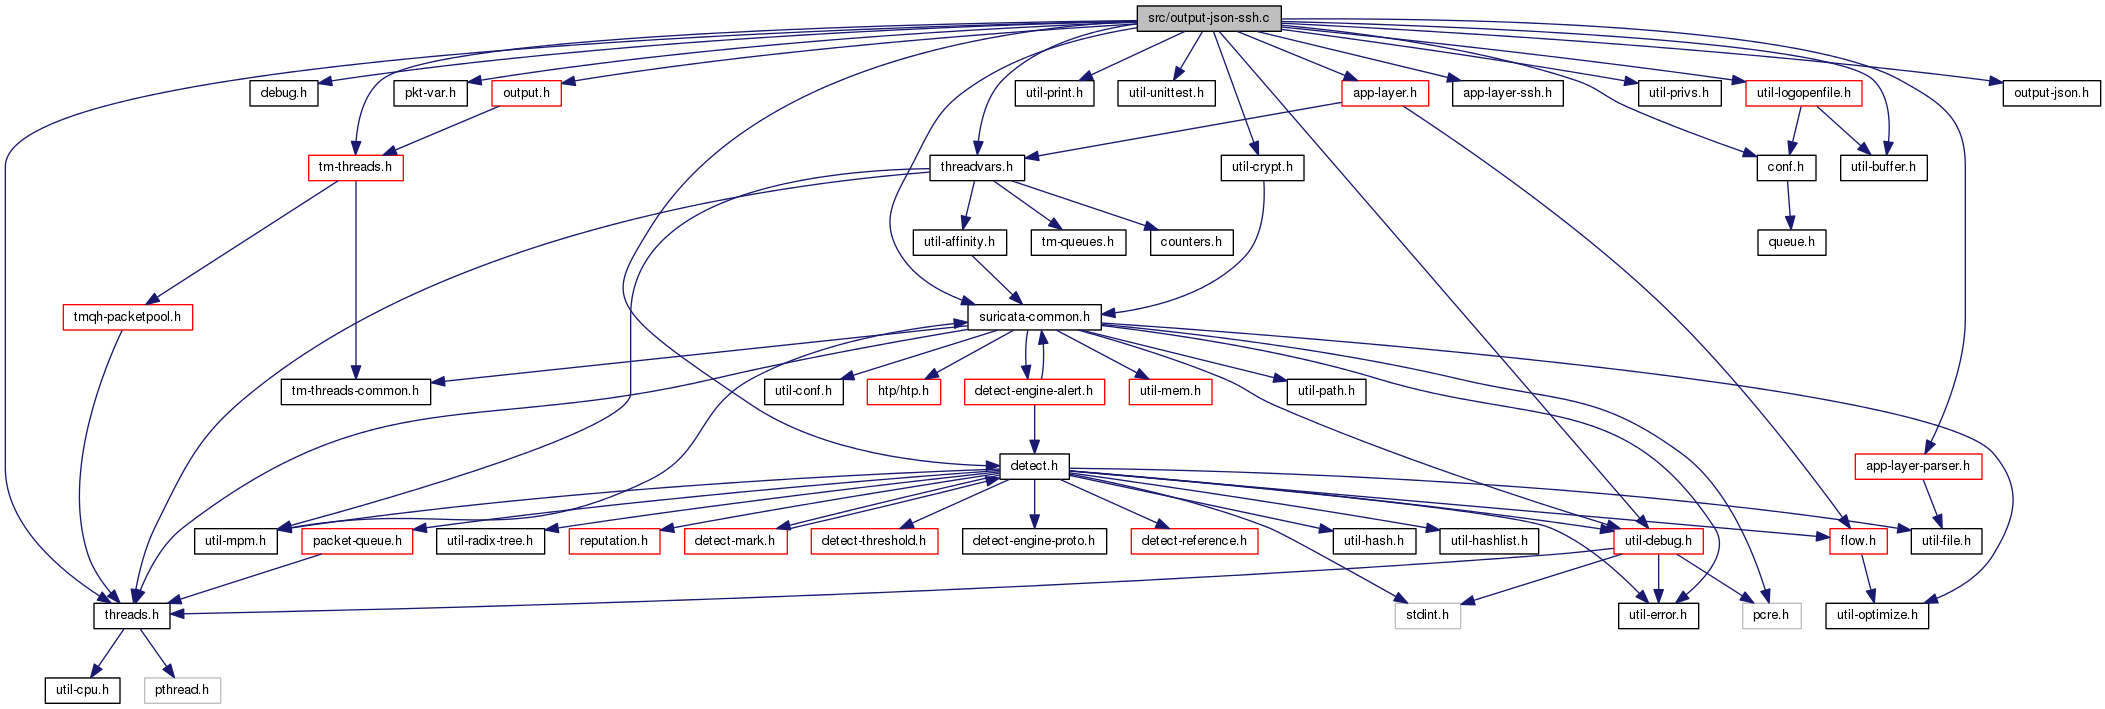 src/output-json-ssh.c
debug.h
pkt-var.h
output.h
util-print.h
util-unittest.h
app-layer.h
app-layer-ssh.h
util-privs.h
util-logopenfile.h
output-json.h
tm-threads.h
threadvars.h
util-crypt.h
conf.h
util-buffer.h
util-affinity.h
tm-queues.h
counters.h
queue.h
tmqh-packetpool.h
suricata-common.h
tm-threads-common.h
util-conf.h
htp/htp.h
detect-engine-alert.h
util-mem.h
util-path.h
detect.h
app-layer-parser.h
util-mpm.h
packet-queue.h
util-radix-tree.h
reputation.h
detect-mark.h
detect-threshold.h
detect-engine-proto.h
detect-reference.h
util-hash.h
util-hashlist.h
util-debug.h
flow.h
util-file.h
threads.h
stdint.h
util-error.h
pcre.h
util-optimize.h
util-cpu.h
pthread.h